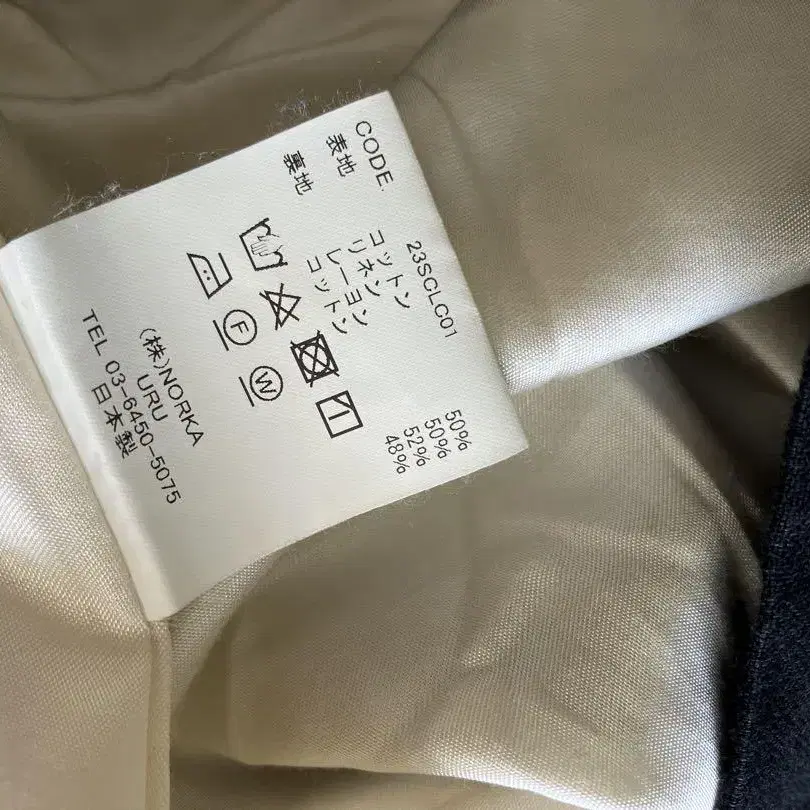 CODE. 23SCLC01
表地 コットン 50%
リネン 50%
裏地 レーヨン 52%
コットン 48%
F
W
(株)NORKA
URU
TEL 03-6450-5075
日本製